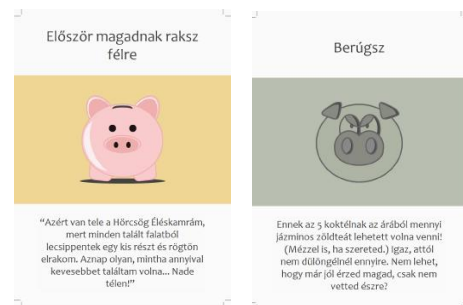 Először magadnak raksz
félre
“Azért van tele a Hörcsög Éléskamrám,
mert minden talált falatból
lecsippentek egy kis részt és rögtön
elrakom. Aznap olyan, mintha annyival
kevesebbet találtam volna... Nade
télen!”
Berúgsz
Ennek az 5 koktélnak az árából mennyi
jázminos zöldteát lehetett volna venni!
(Mézzel is, ha szereted.) Igaz, attól
nem dülöngélnél ennyire. Nem lehet,
hogy már jól érzed magad, csak nem
vetted észre?